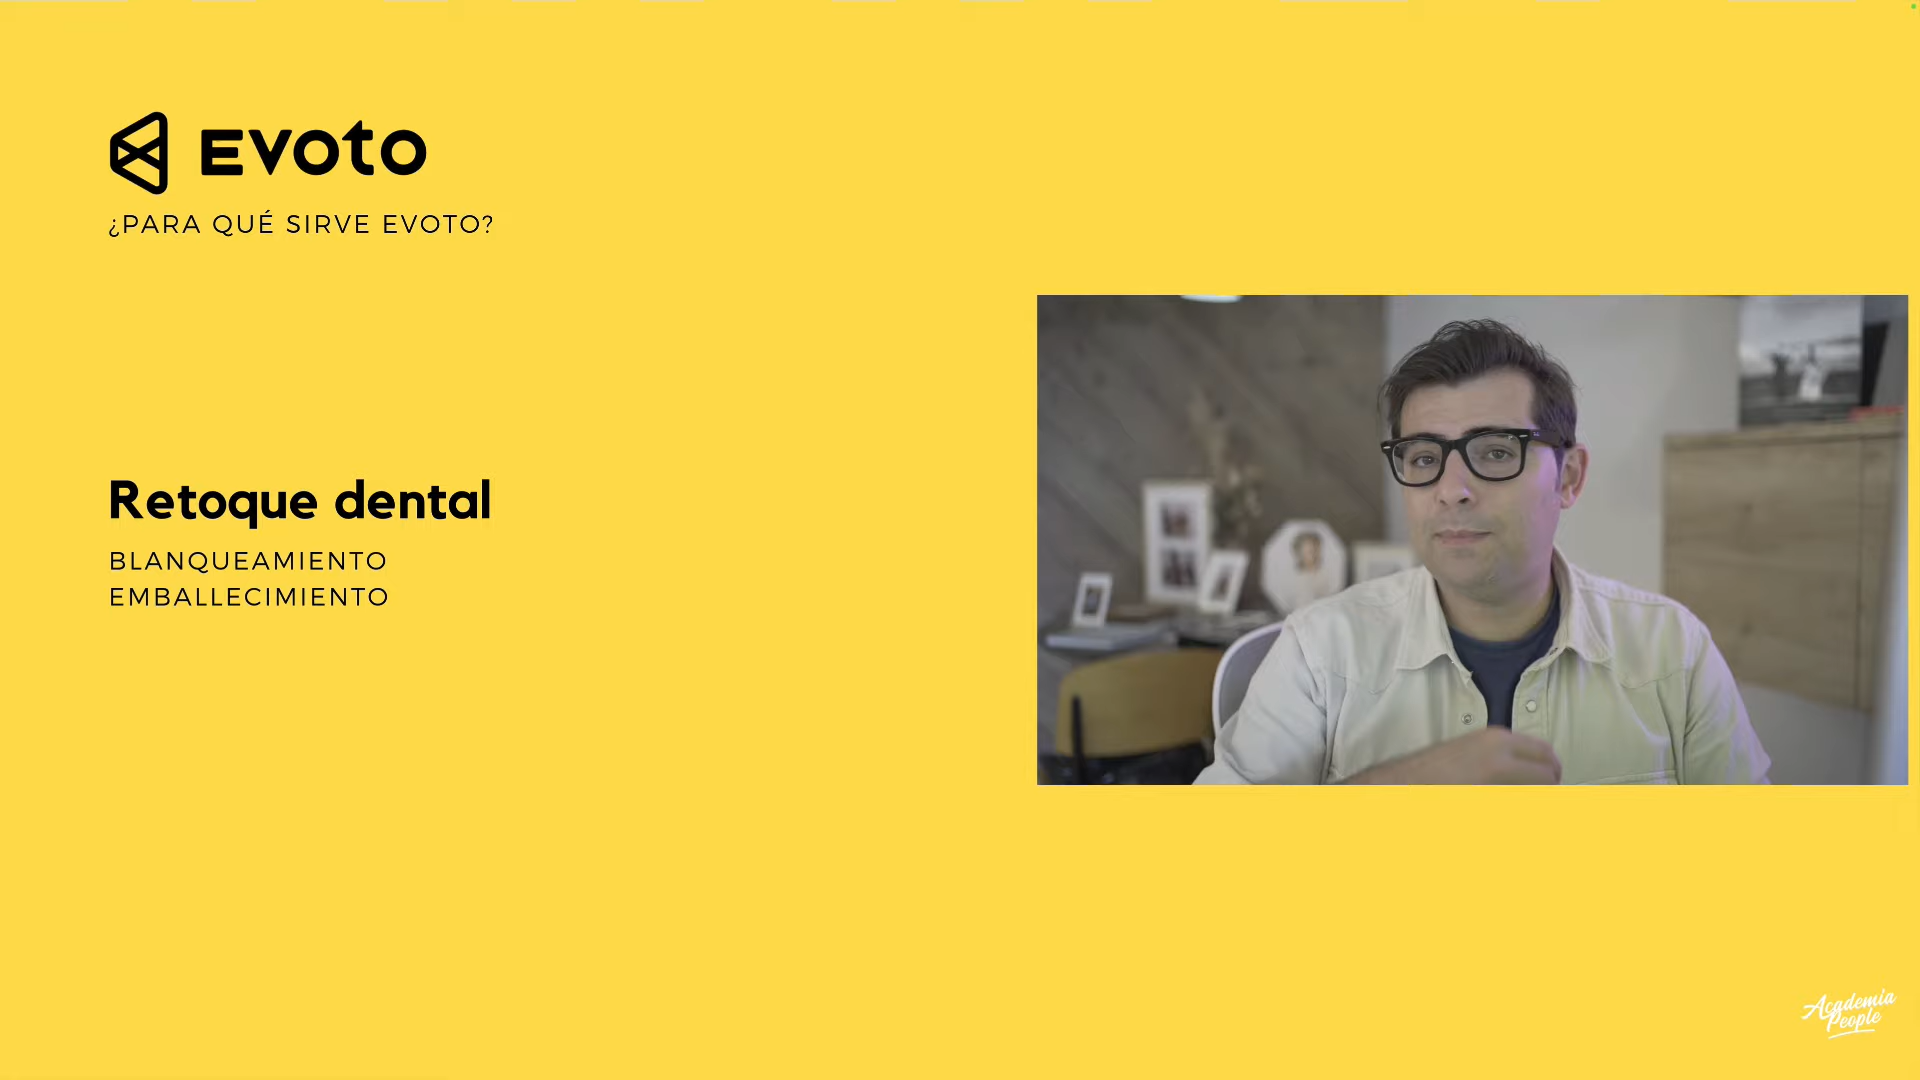 Evoto
¿PARA QUÉ SIRVE EVOTO?
Retoque dental
BLANQUEAMIENTO
EMBALLECIMIENTO
Academia
People